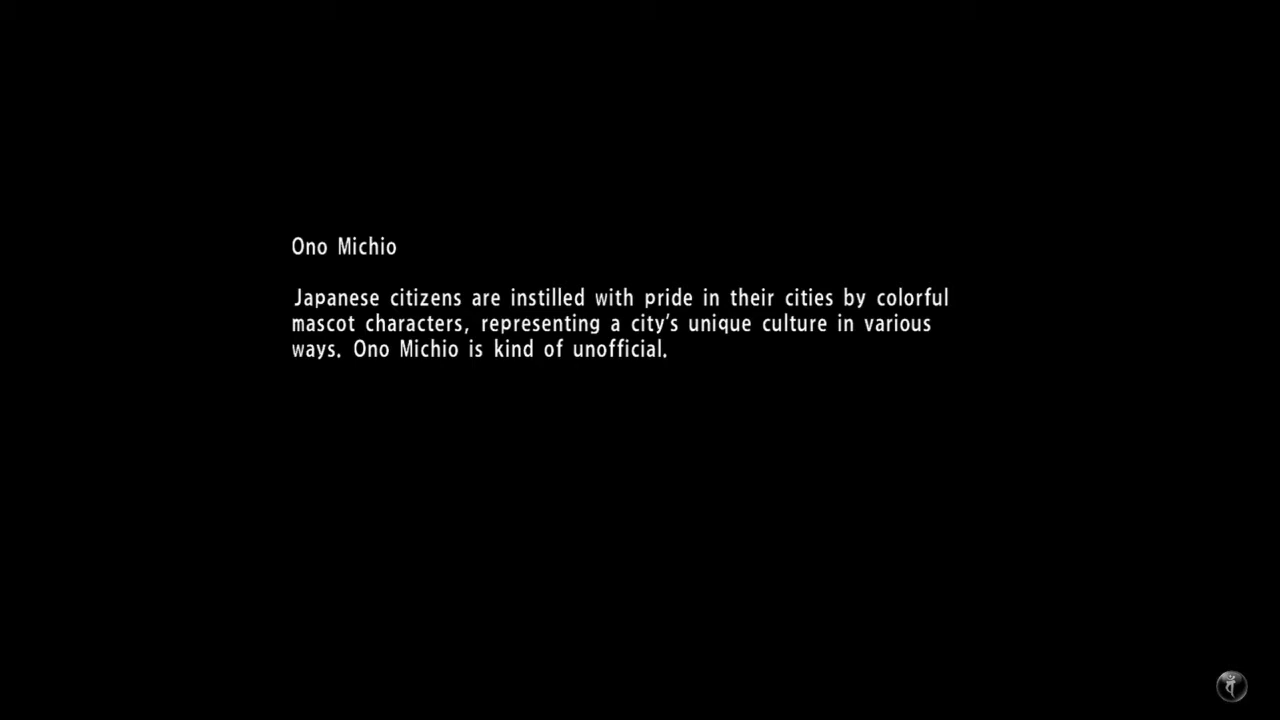 Ono Michio
Japanese citizens are instilled with pride in their cities by colorful
mascot characters, representing a city's unique culture in various
ways. Ono Michio is kind of unofficial.